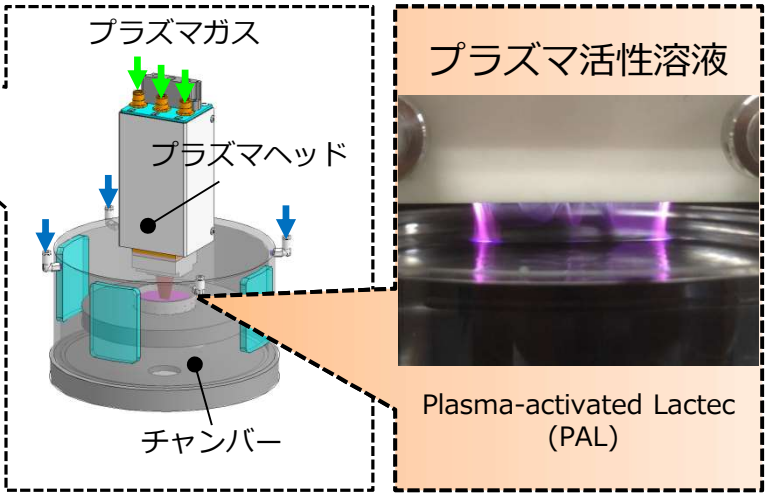 プラズマガス
プラズマヘッド
チャンバー
プラズマ活性溶液
Plasma-activated Lactec
(PAL)